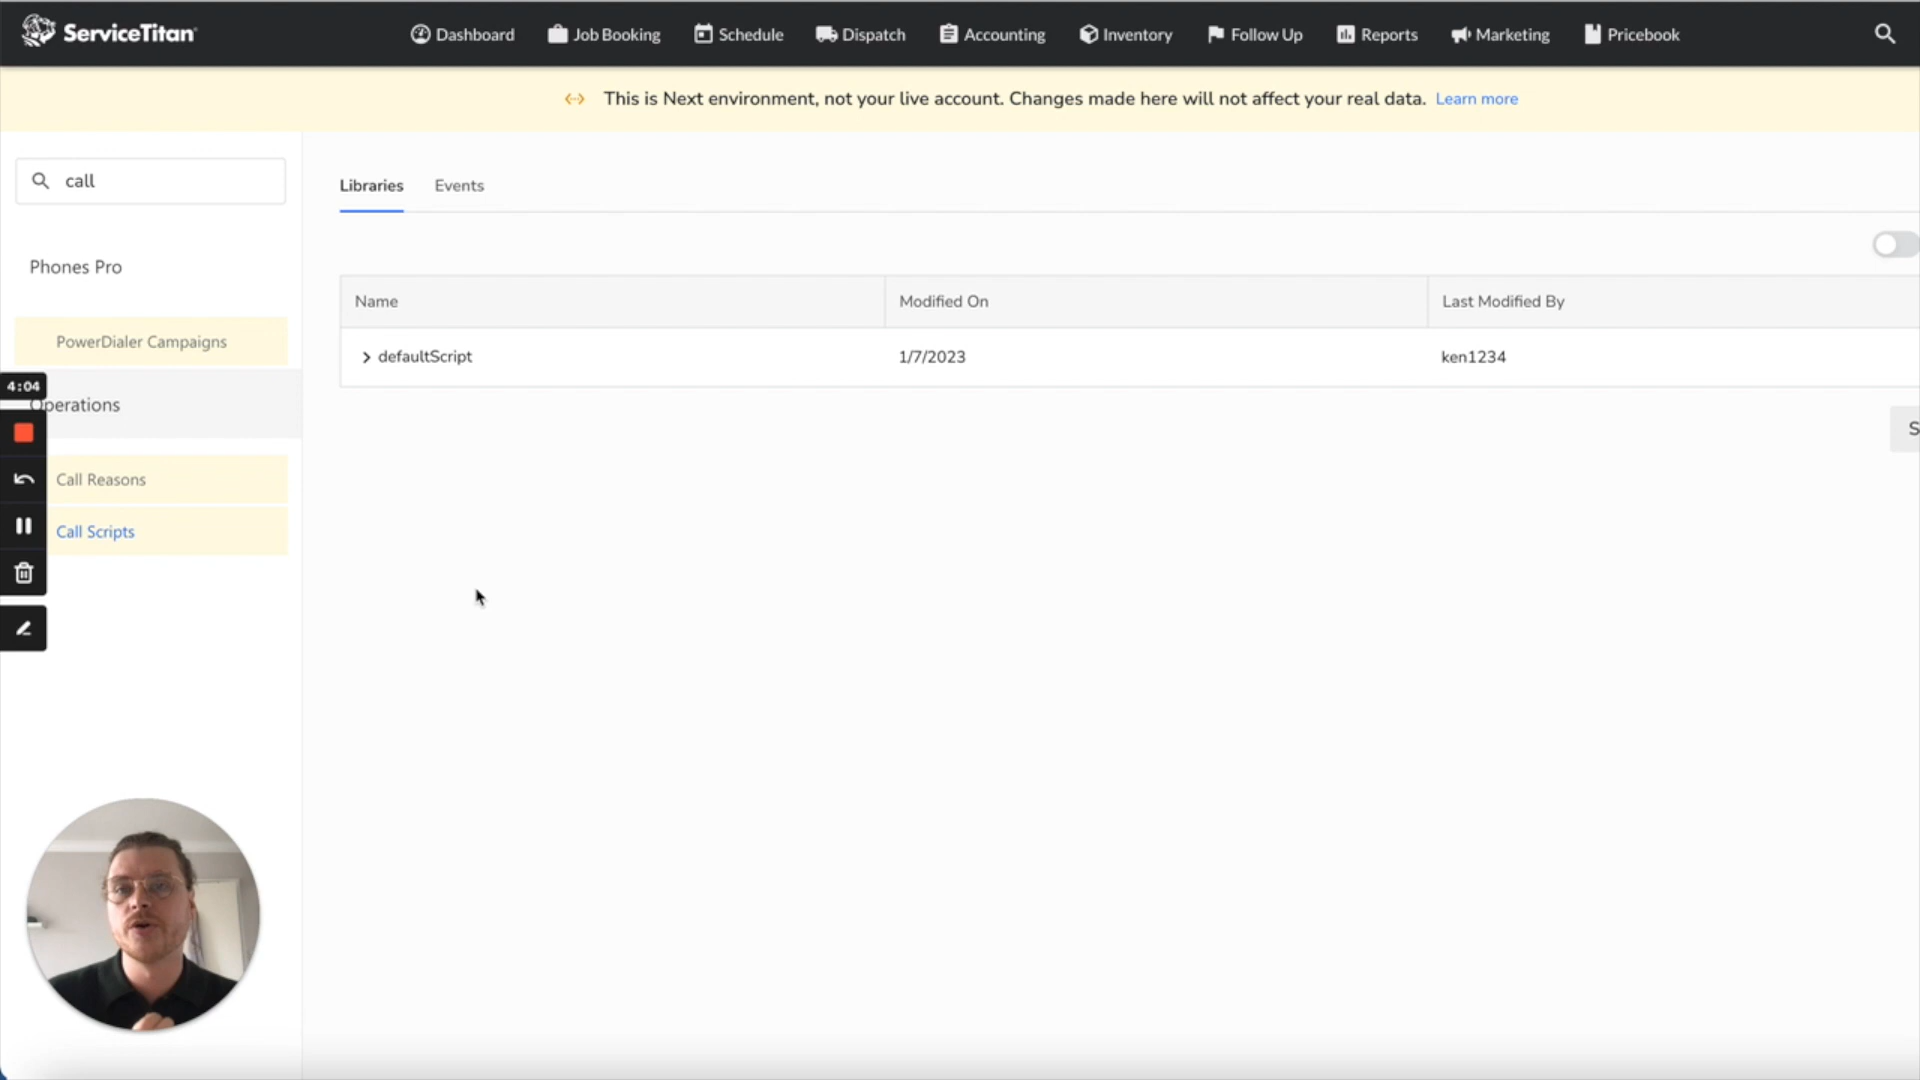 ServiceTitan
Dashboard Job Booking Schedule Dispatch Accounting Inventory Follow Up Reports Marketing Pricebook
This is Next environment, not your live account. Changes made here will not affect your real data. Learn more
call
Libraries Events
Phones Pro
Name Modified On Last Modified By
PowerDialer Campaigns
defaultScript 1/7/2023 ken1234
4:04
Operations
S
Call Reasons
Call Scripts